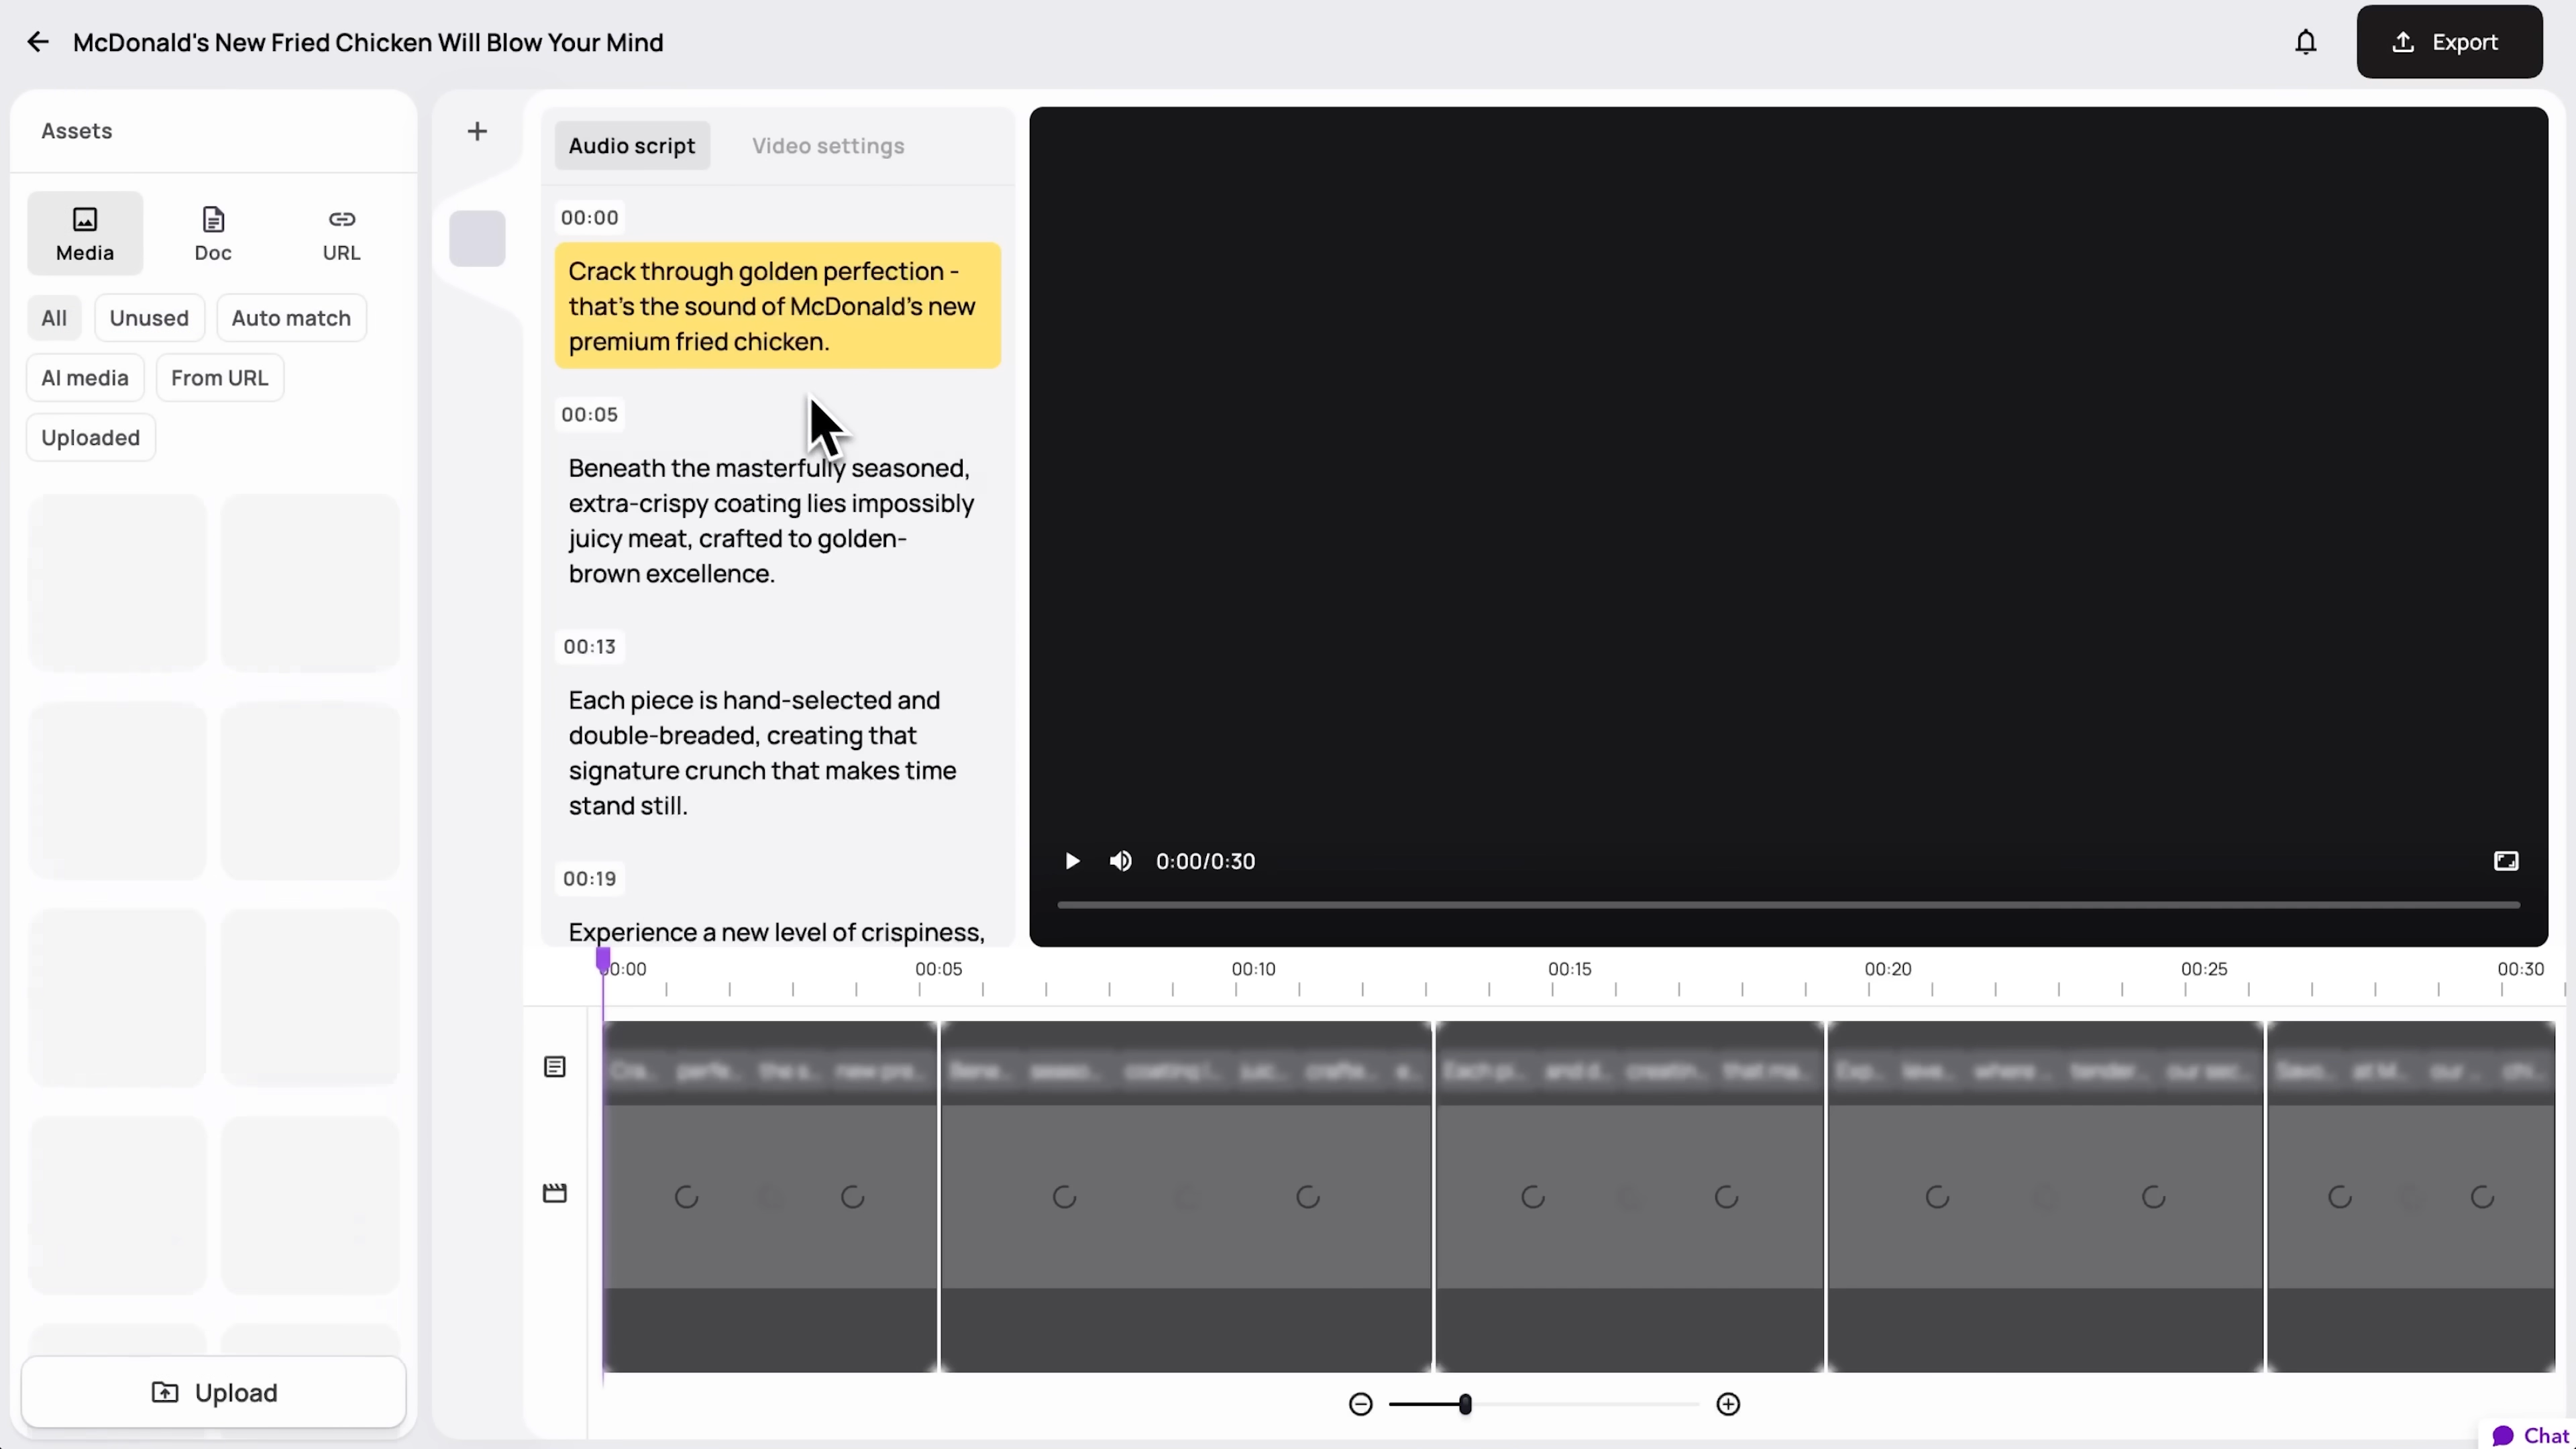 McDonald's New Fried Chicken Will Blow Your Mind
Export
Assets
Media
Doc
URL
All
Unused
Auto match
AI media
From URL
Uploaded
Upload
Audio script
Video settings
00:00
Crack through golden perfection -
that's the sound of McDonald's new
premium fried chicken.
00:05
Beneath the masterfully seasoned,
extra-crispy coating lies impossibly
juicy meat, crafted to golden-
brown excellence.
00:13
Each piece is hand-selected and
double-breaded, creating that
signature crunch that makes time
stand still.
00:19
Experience a new level of crispiness,
0:00/0:30
00:00 00:05 00:10 00:15 00:20 00:25 00:30
Chat